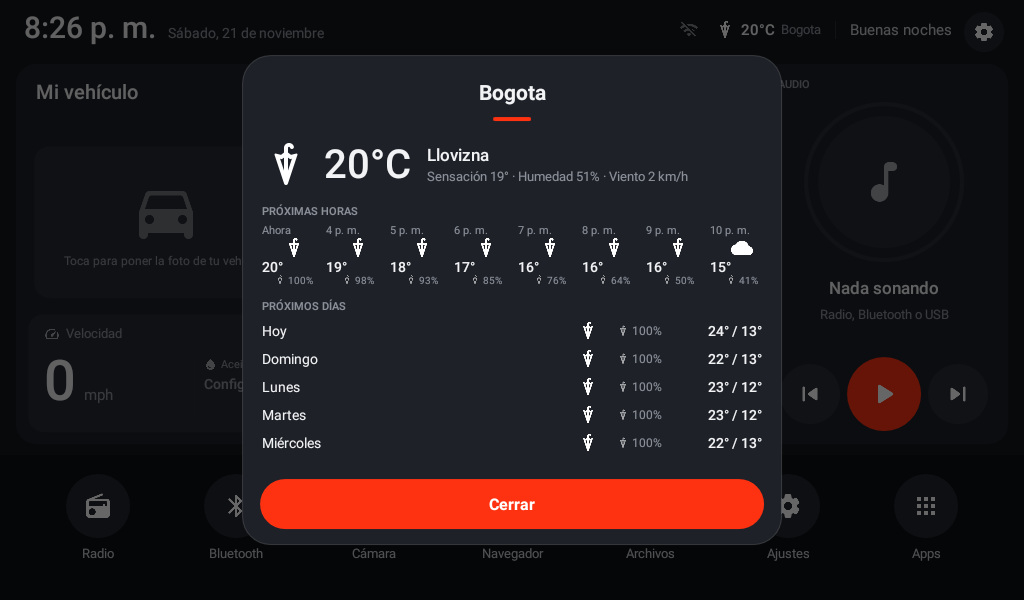 8:26 p. m. Sábado, 21 de noviembre 20°C Bogota Buenas noches
Mi vehículo
AUDIO
Bogota
20°C Llovizna
Sensación 19° · Humedad 51% · Viento 2 km/h
PRÓXIMAS HORAS
Ahora 4 p. m. 5 p. m. 6 p. m. 7 p. m. 8 p. m. 9 p. m. 10 p. m.
20° 19° 18° 17° 16° 16° 16° 15°
100% 98% 93% 85% 76% 64% 50% 41%
PRÓXIMOS DÍAS
Hoy 100% 24° / 13°
Domingo 100% 22° / 13°
Lunes 100% 23° / 12°
Martes 100% 23° / 12°
Miércoles 100% 22° / 13°
Cerrar
Toca para poner la foto de tu veh
Velocidad
0 mph
Acel
Config
Nada sonando
Radio, Bluetooth o USB
Radio Bluetooth Cámara Navegador Archivos Ajustes Apps